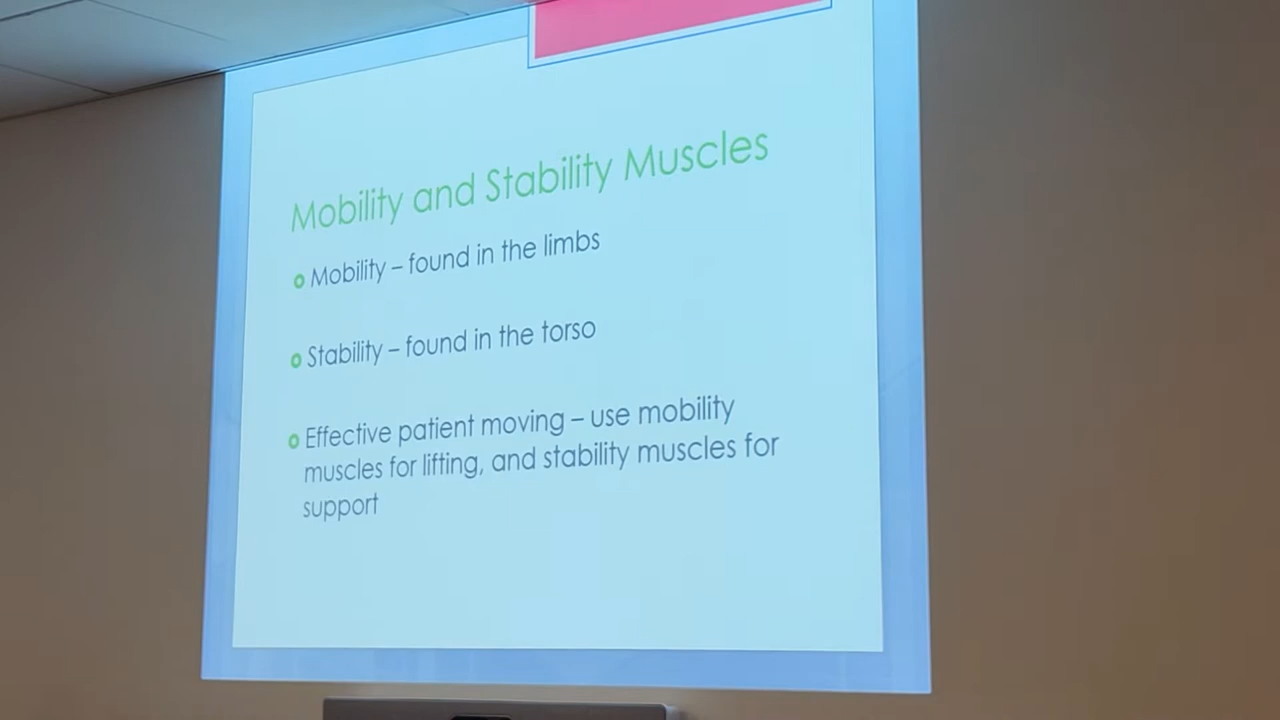 Mobility and Stability Muscles
Mobility – found in the limbs
Stability – found in the torso
Effective patient moving – use mobility
muscles for lifting, and stability muscles for
support